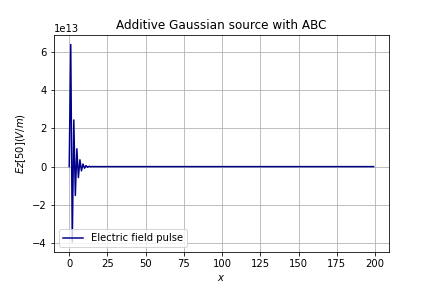 Additive Gaussian source with ABC
1e13
6
4
2
0
−2
−4
Ez[50](V/m)
Electric field pulse
0 25 50 75 100 125 150 175 200
x